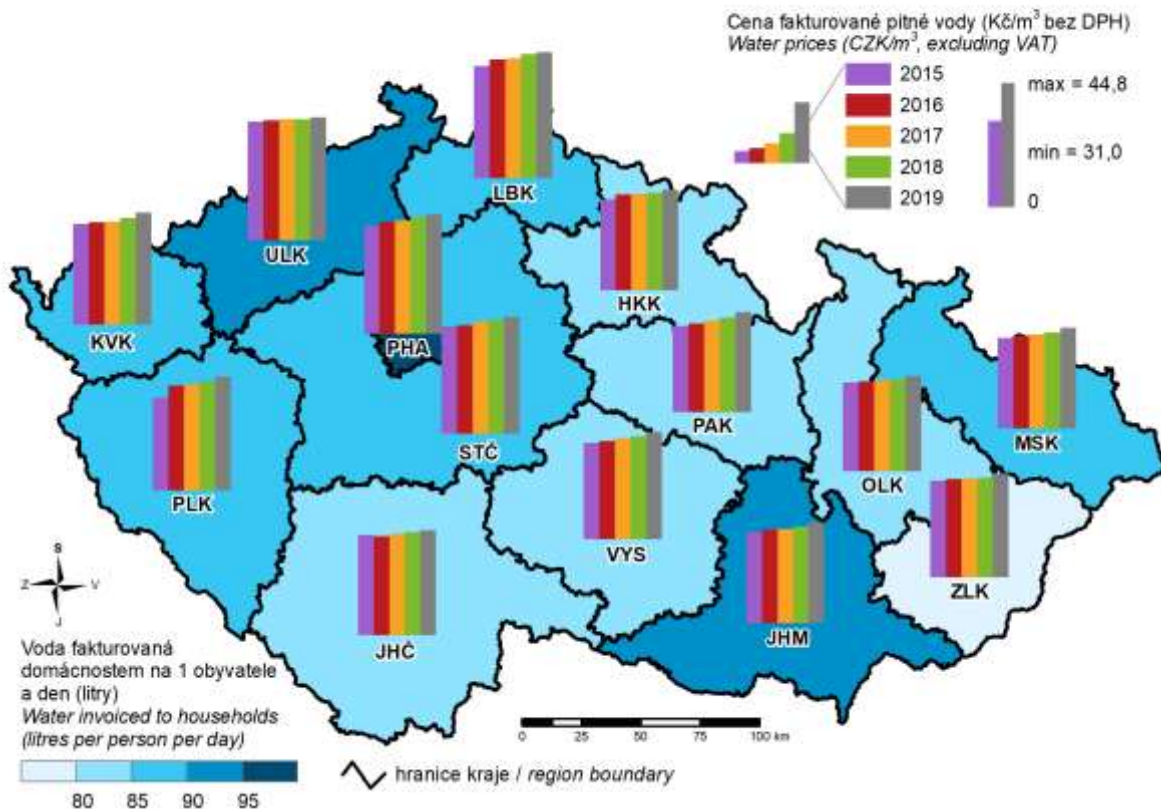 Cena fakturované pitné vody (Kč/m³ bez DPH)
Water prices (CZK/m³, excluding VAT)
2015
2016
2017
2018
2019
max = 44,8
min = 31,0
0
LBK
ULK
HKK
KVK
PHA
PAK
STČ
MSK
OLK
PLK
VYS
ZLK
JHČ
JHM
S
Z
V
J
Voda fakturovaná
domácnostem na 1 obyvatele
a den (litry)
Water invoiced to households
(litres per person per day)
80 85 90 95
0 25 50 75 100 km
hranice kraje / region boundary